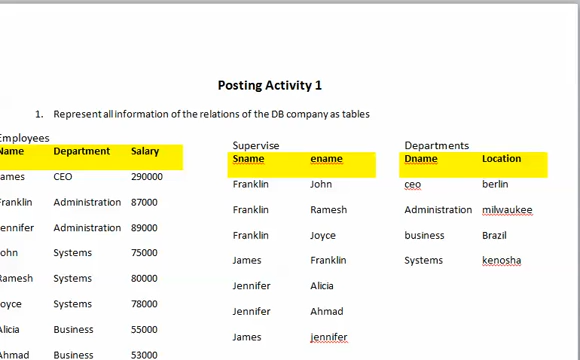 Posting Activity 1
1. Represent all information of the relations of the DB company as tables
Employees
Name Department Salary
James CEO 290000
Franklin Administration 87000
Jennifer Administration 89000
John Systems 75000
Ramesh Systems 80000
Joyce Systems 78000
Alicia Business 55000
Ahmad Business 53000
Supervise
Sname ename
Franklin John
Franklin Ramesh
Franklin Joyce
James Franklin
Jennifer Alicia
Jennifer Ahmad
James jennifer
Departments
Dname Location
ceo berlin
Administration milwaukee
business Brazil
Systems kenosha